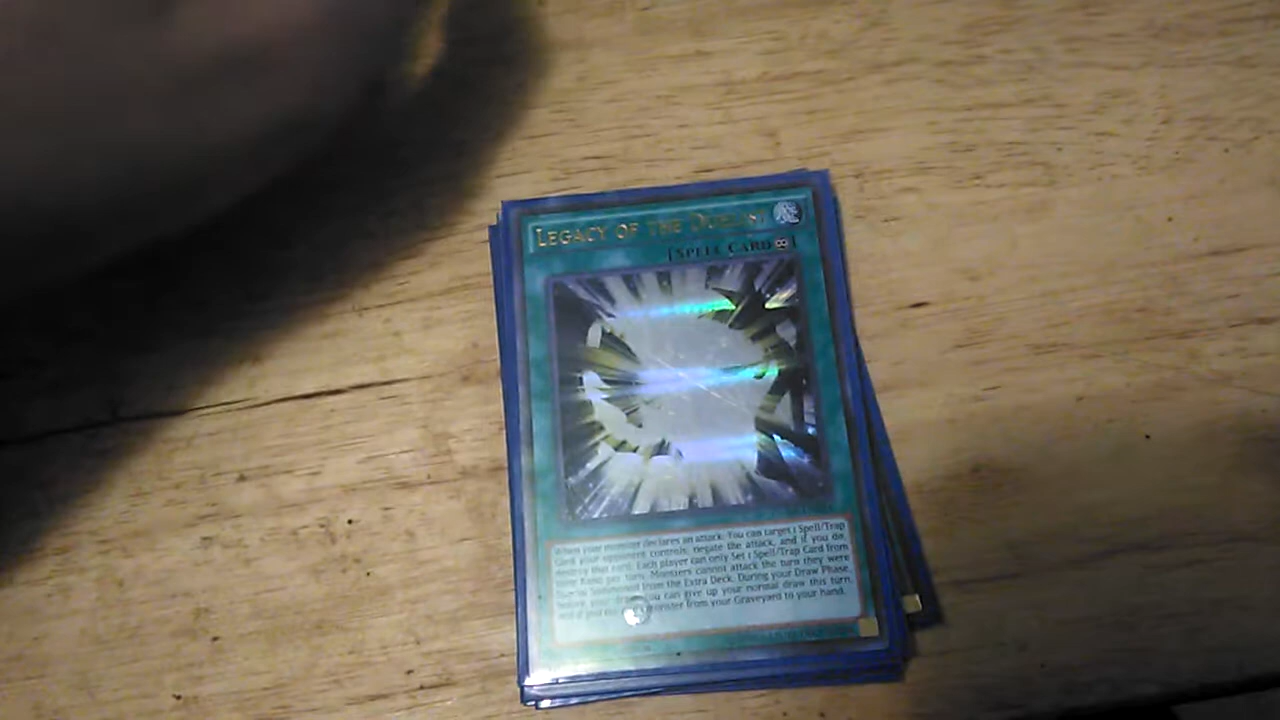 LEGACY OF THE DUELIST
[SPELL CARD ]
When your monster declares an attack: You can target 1 Spell/Trap
Card your opponent controls; negate the attack, and if you do,
destroy that card. Each player can only Set 1 Spell/Trap Card from
their hand per turn. Monsters cannot attack the turn they were
Special Summoned from the Extra Deck. During your Draw Phase,
before your draw: You can give up your normal draw this turn,
and if you do, monster from your Graveyard to your hand.